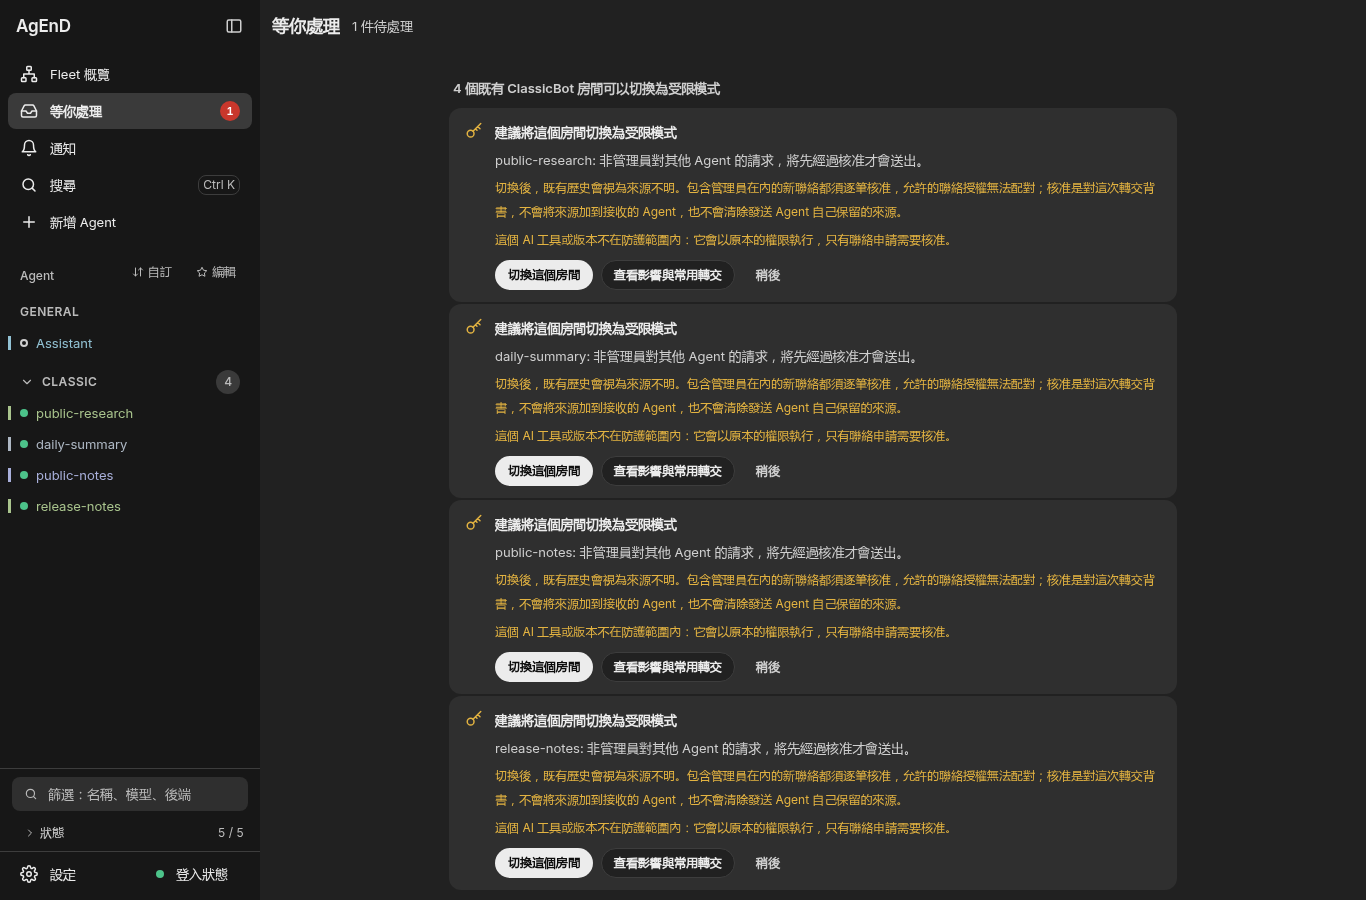 AgEnD
Fleet 概覽
等你處理
1
通知
搜尋
Ctrl K
新增 Agent
Agent
自訂
編輯
GENERAL
Assistant
CLASSIC
4
public-research
daily-summary
public-notes
release-notes
篩選：名稱、模型、後端
狀態
5 / 5
設定
登入狀態
等你處理
1 件待處理
4 個既有 ClassicBot 房間可以切換為受限模式
建議將這個房間切換為受限模式
public-research: 非管理員對其他 Agent 的請求，將先經過核准才會送出。
切換後，既有歷史會視為來源不明。包含管理員在內的新聯絡都須逐筆核准，允許的聯絡授權無法配對；核准是對這次轉交背
書，不會將來源加到接收的 Agent，也不會清除發送 Agent 自己保留的來源。
這個 AI 工具或版本不在防護範圍內：它會以原本的權限執行，只有聯絡申請需要核准。
切換這個房間
查看影響與常用轉交
稍後
建議將這個房間切換為受限模式
daily-summary: 非管理員對其他 Agent 的請求，將先經過核准才會送出。
切換後，既有歷史會視為來源不明。包含管理員在內的新聯絡都須逐筆核准，允許的聯絡授權無法配對；核准是對這次轉交背
書，不會將來源加到接收的 Agent，也不會清除發送 Agent 自己保留的來源。
這個 AI 工具或版本不在防護範圍內：它會以原本的權限執行，只有聯絡申請需要核准。
切換這個房間
查看影響與常用轉交
稍後
建議將這個房間切換為受限模式
public-notes: 非管理員對其他 Agent 的請求，將先經過核准才會送出。
切換後，既有歷史會視為來源不明。包含管理員在內的新聯絡都須逐筆核准，允許的聯絡授權無法配對；核准是對這次轉交背
書，不會將來源加到接收的 Agent，也不會清除發送 Agent 自己保留的來源。
這個 AI 工具或版本不在防護範圍內：它會以原本的權限執行，只有聯絡申請需要核准。
切換這個房間
查看影響與常用轉交
稍後
建議將這個房間切換為受限模式
release-notes: 非管理員對其他 Agent 的請求，將先經過核准才會送出。
切換後，既有歷史會視為來源不明。包含管理員在內的新聯絡都須逐筆核准，允許的聯絡授權無法配對；核准是對這次轉交背
書，不會將來源加到接收的 Agent，也不會清除發送 Agent 自己保留的來源。
這個 AI 工具或版本不在防護範圍內：它會以原本的權限執行，只有聯絡申請需要核准。
切換這個房間
查看影響與常用轉交
稍後